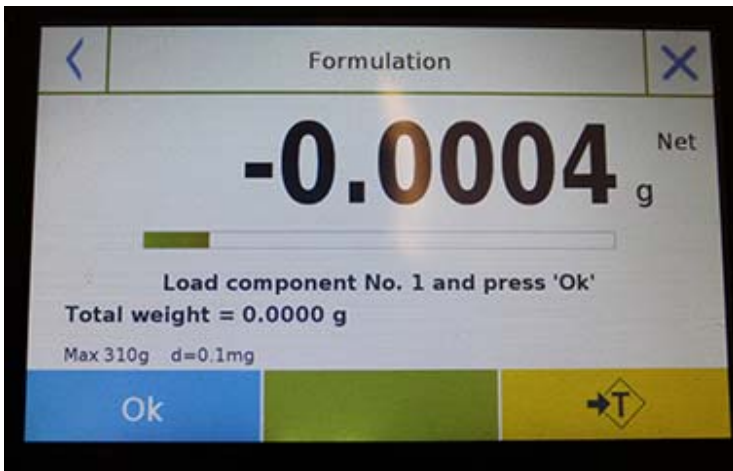 Formulation
Net
-0.0004 g
Load component No. 1 and press 'Ok'
Total weight = 0.0000 g
Max 310g d=0.1mg
Ok
T